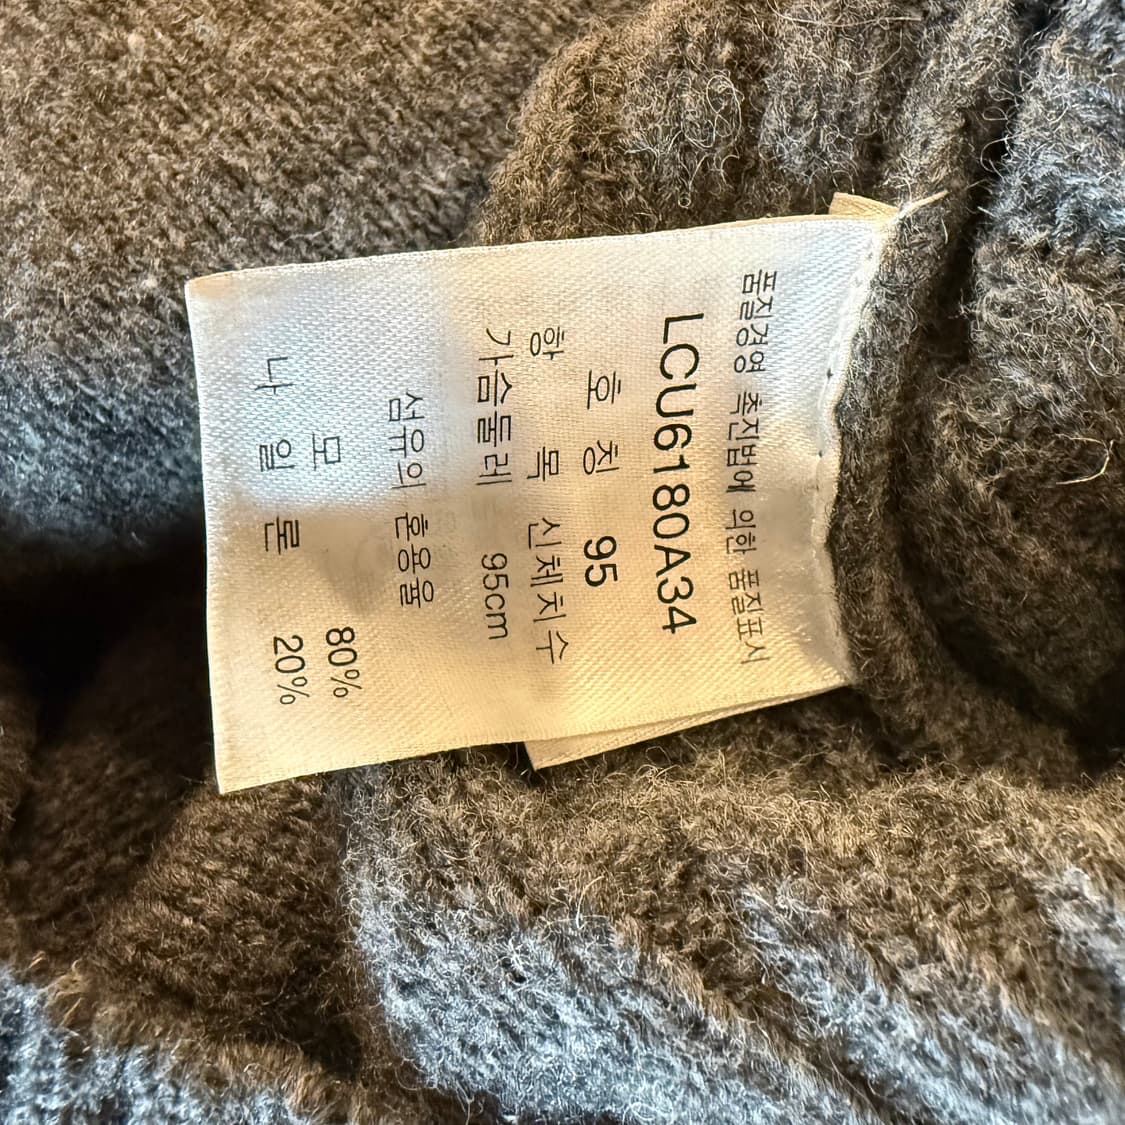 품질경영 촉진법에 의한 품질표시
LCU6180A34
호 칭 95
항 목 신체치수
가슴둘레 95cm
섬유의 혼용율
모 80%
나 일 론 20%